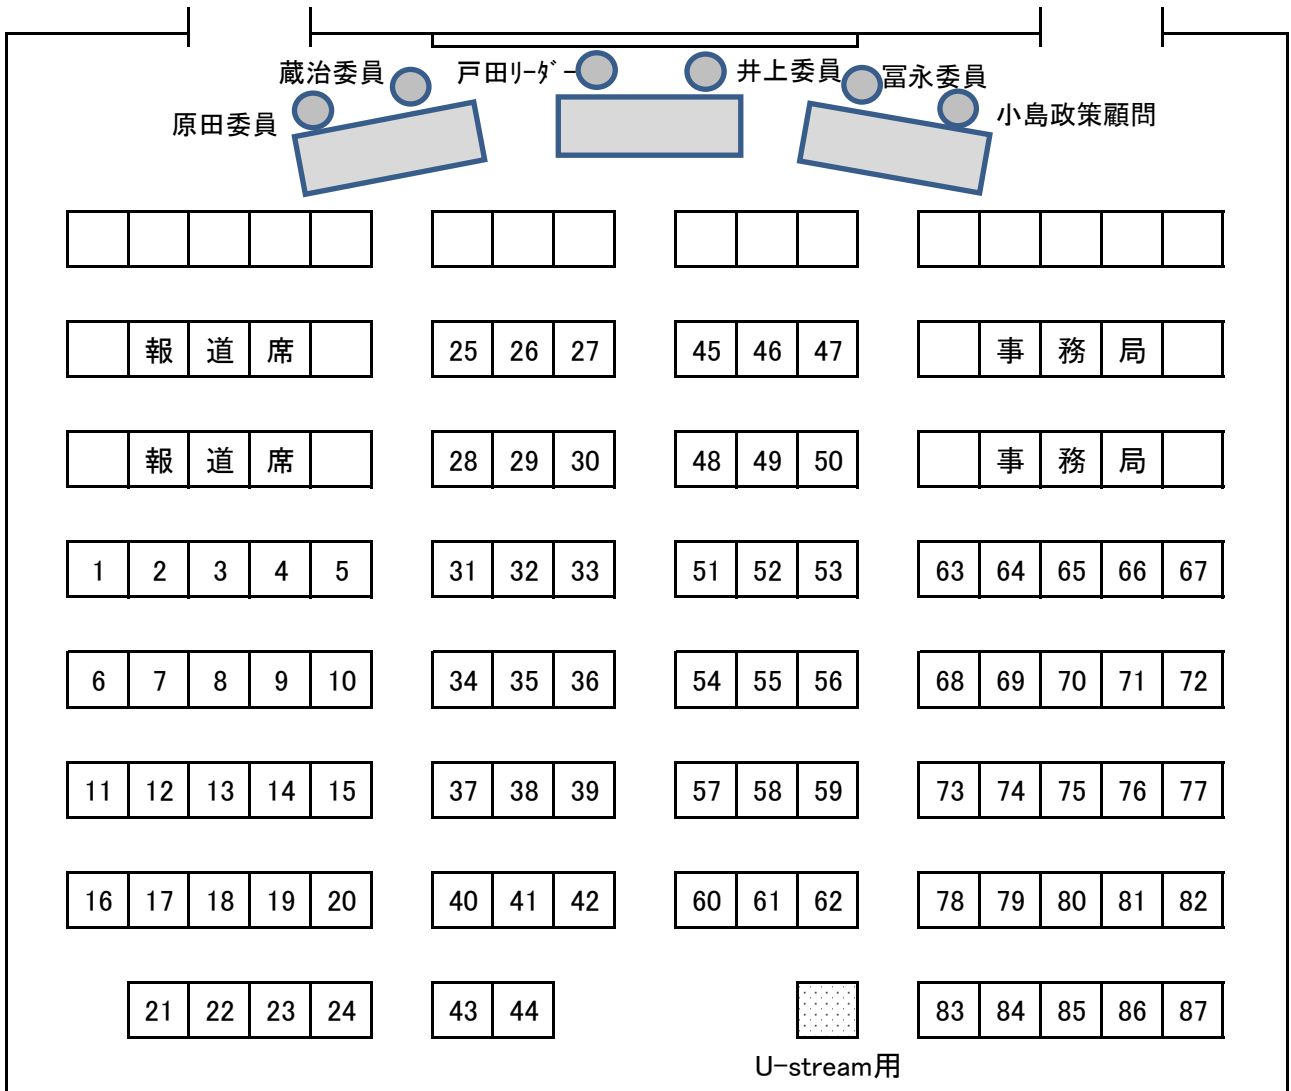 蔵治委員 戸田ﾘｰﾀﾞｰ 井上委員 冨永委員
原田委員 小島政策顧問
報 道 席 25 26 27 45 46 47 事 務 局
報 道 席 28 29 30 48 49 50 事 務 局
1 2 3 4 5 31 32 33 51 52 53 63 64 65 66 67
6 7 8 9 10 34 35 36 54 55 56 68 69 70 71 72
11 12 13 14 15 37 38 39 57 58 59 73 74 75 76 77
16 17 18 19 20 40 41 42 60 61 62 78 79 80 81 82
21 22 23 24 43 44 83 84 85 86 87
U-stream用